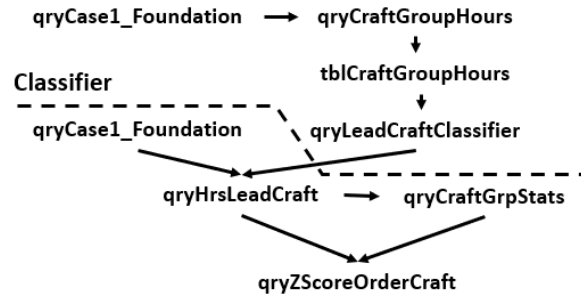 qryCase1_Foundation qryCraftGroupHours
tblCraftGroupHours
Classifier
qryCase1_Foundation qryLeadCraftClassifier
qryHrsLeadCraft qryCraftGrpStats
qryZScoreOrderCraft